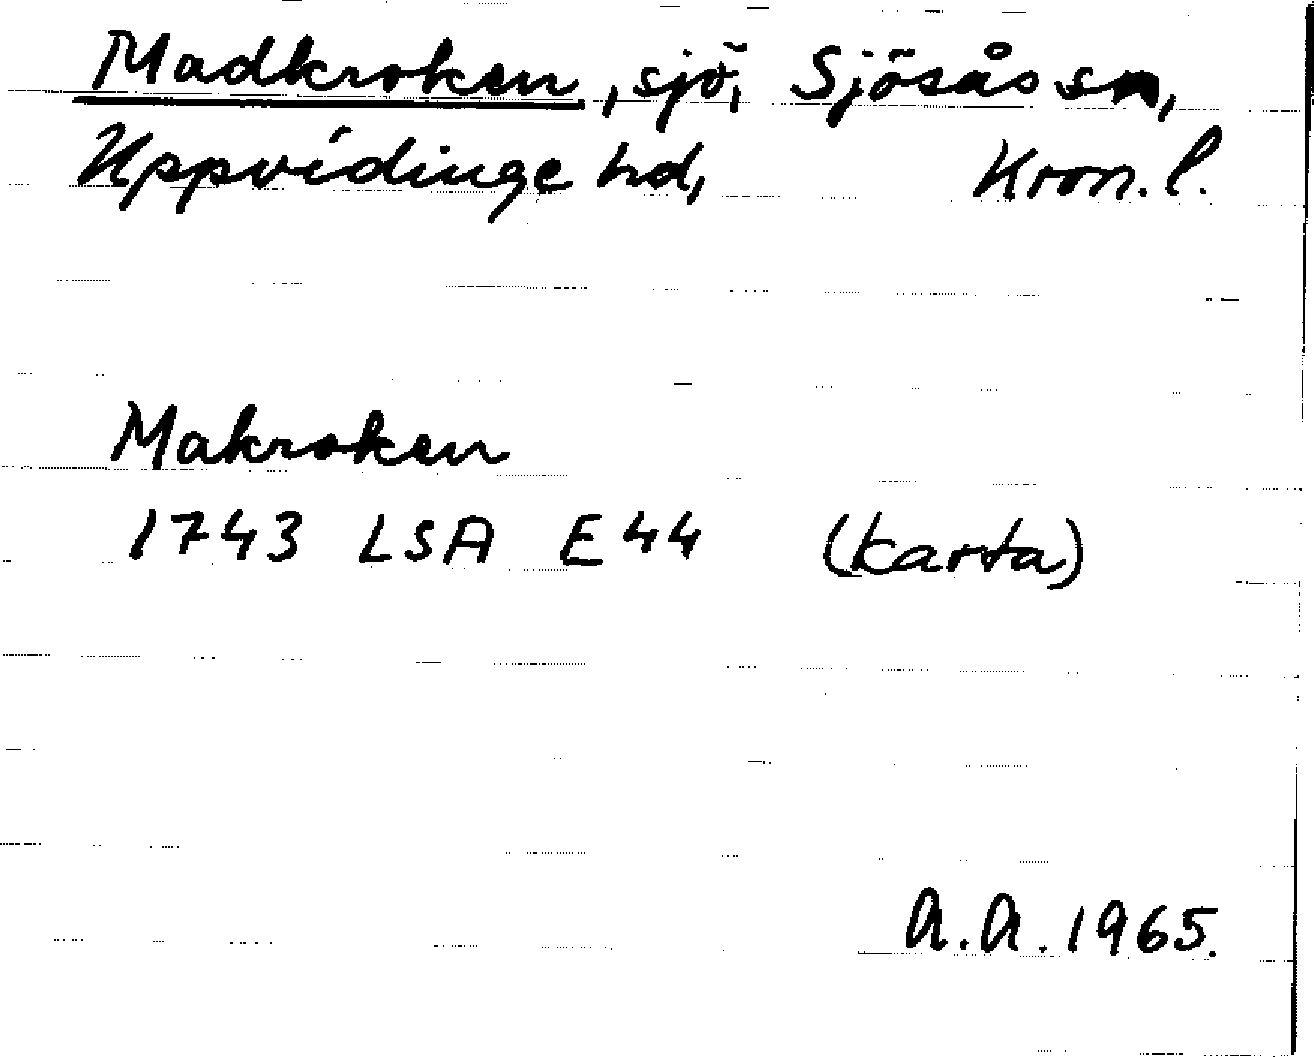 Madkroken, sjö, Sjösås sn,
Uppvidinge hd, Kron. l.
Makroken
1743 LSA E44 (karta)
A.A. 1965.